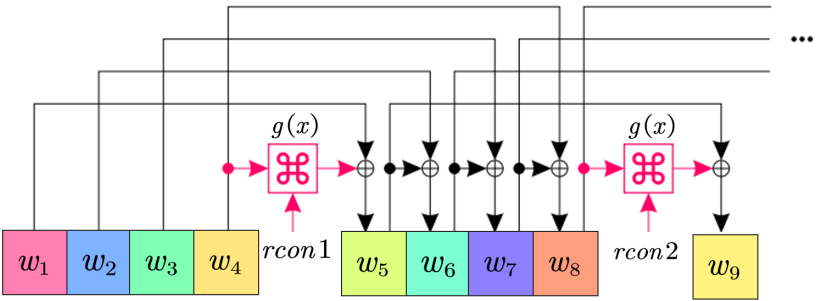 ...
g(x) g(x)
rcon1 rcon2
w₁ w₂ w₃ w₄ w₅ w₆ w₇ w₈ w₉